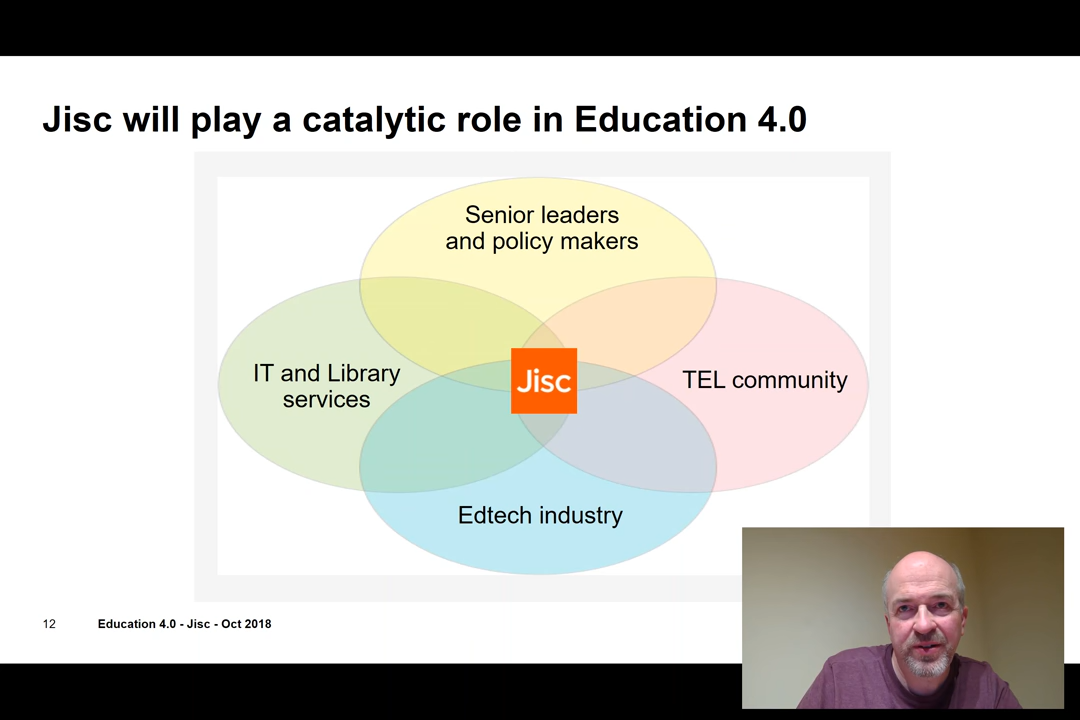 Jisc will play a catalytic role in Education 4.0
Senior leaders
and policy makers
IT and Library
services
Jisc
TEL community
Edtech industry
12 Education 4.0 - Jisc - Oct 2018